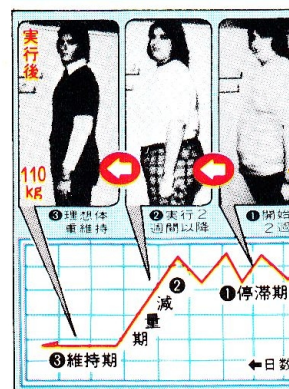 実行後
110
kg
❸理想体
重維持
❷実行2
週間以降
❶開始
2週
❶停滞期
❷
減量期
❸維持期
←日数